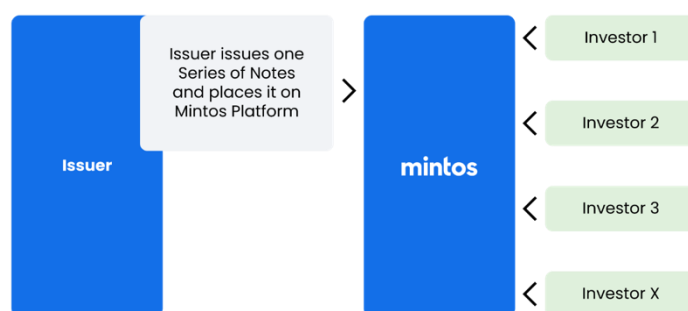 Issuer issues one
Series of Notes
and places it on
Mintos Platform
Issuer
mintos
Investor 1
Investor 2
Investor 3
Investor X